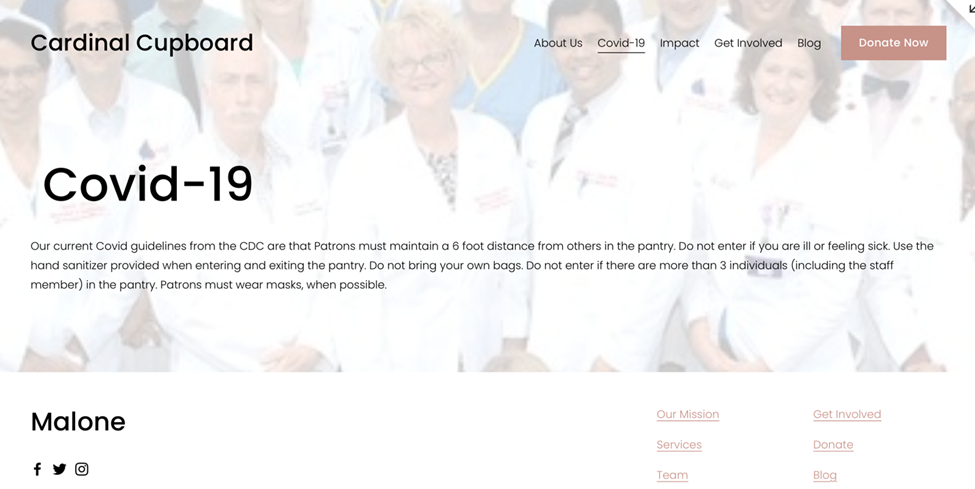 Cardinal Cupboard
About Us Covid-19 Impact Get Involved Blog Donate Now
Covid-19
Our current Covid guidelines from the CDC are that Patrons must maintain a 6 foot distance from others in the pantry. Do not enter if you are ill or feeling sick. Use the
hand sanitizer provided when entering and exiting the pantry. Do not bring your own bags. Do not enter if there are more than 3 individuals (including the staff
member) in the pantry. Patrons must wear masks, when possible.
Malone
Our Mission Get Involved
Services Donate
Team Blog